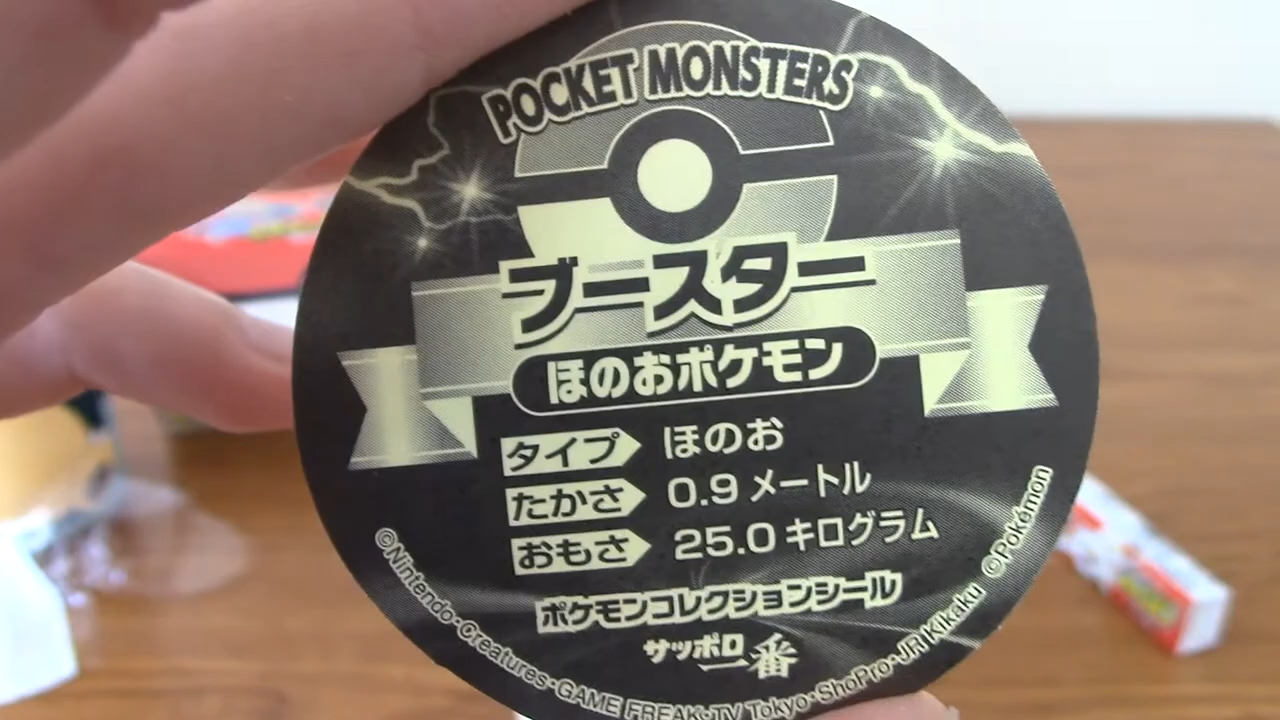 POCKET MONSTERS
ブースター
ほのおポケモン
タイプ ほのお
たかさ 0.9メートル
おもさ 25.0キログラム
ポケモンコレクションシール
サッポロ一番
©Nintendo・Creatures・GAME FREAK・TV Tokyo・ShoPro・JR Kikaku ©Pokémon